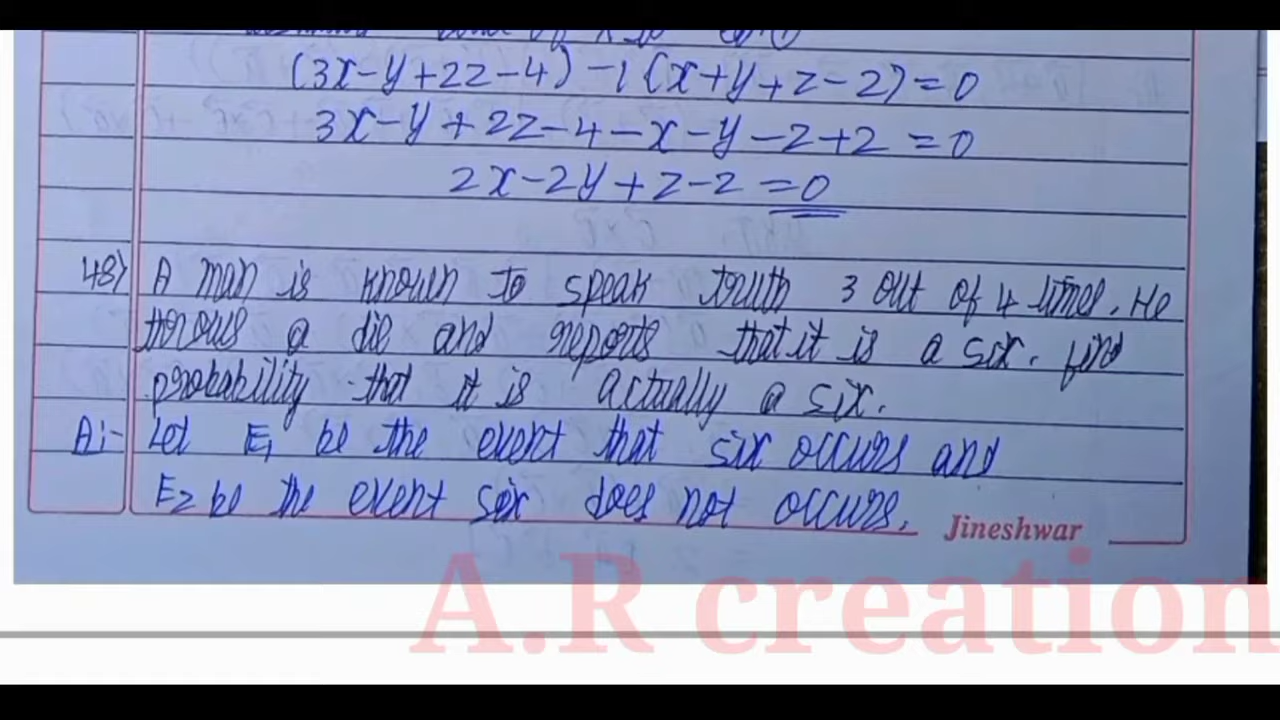 (3x-y+2z-4) -1(x+y+z-2)=0
3x-y+2z-4-x-y-z+2=0
2x-2y+z-2=0
48) A man is known to speak truth 3 out of 4 times. He
throws a die and reports that it is a six. find
probability that it is actually a six.
A:- Let E1 be the event that six occurs and
E2 be the event six does not occurs.
Jineshwar
A.R creation